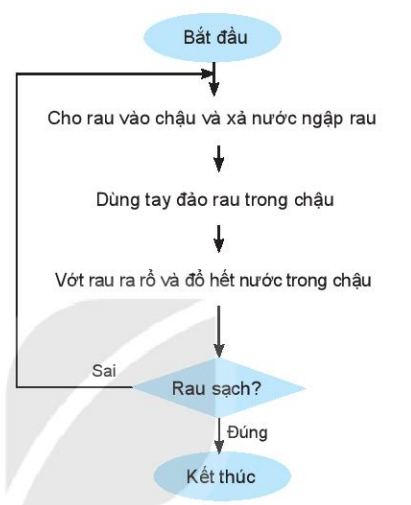 Bắt đầu
Cho rau vào chậu và xả nước ngập rau
Dùng tay đảo rau trong chậu
Vớt rau ra rổ và đổ hết nước trong chậu
Sai
Rau sạch?
Đúng
Kết thúc